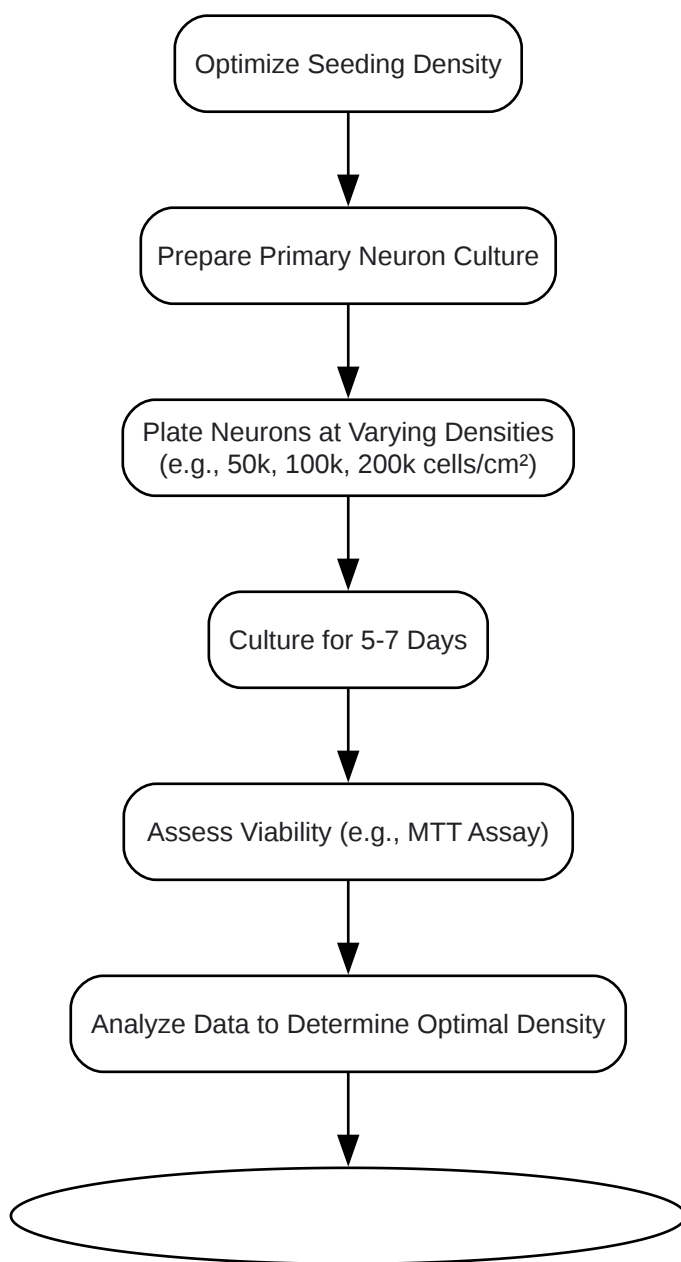 Optimize Seeding Density
Prepare Primary Neuron Culture
Plate Neurons at Varying Densities
(e.g., 50k, 100k, 200k cells/cm²)
Culture for 5-7 Days
Assess Viability (e.g., MTT Assay)
Analyze Data to Determine Optimal Density